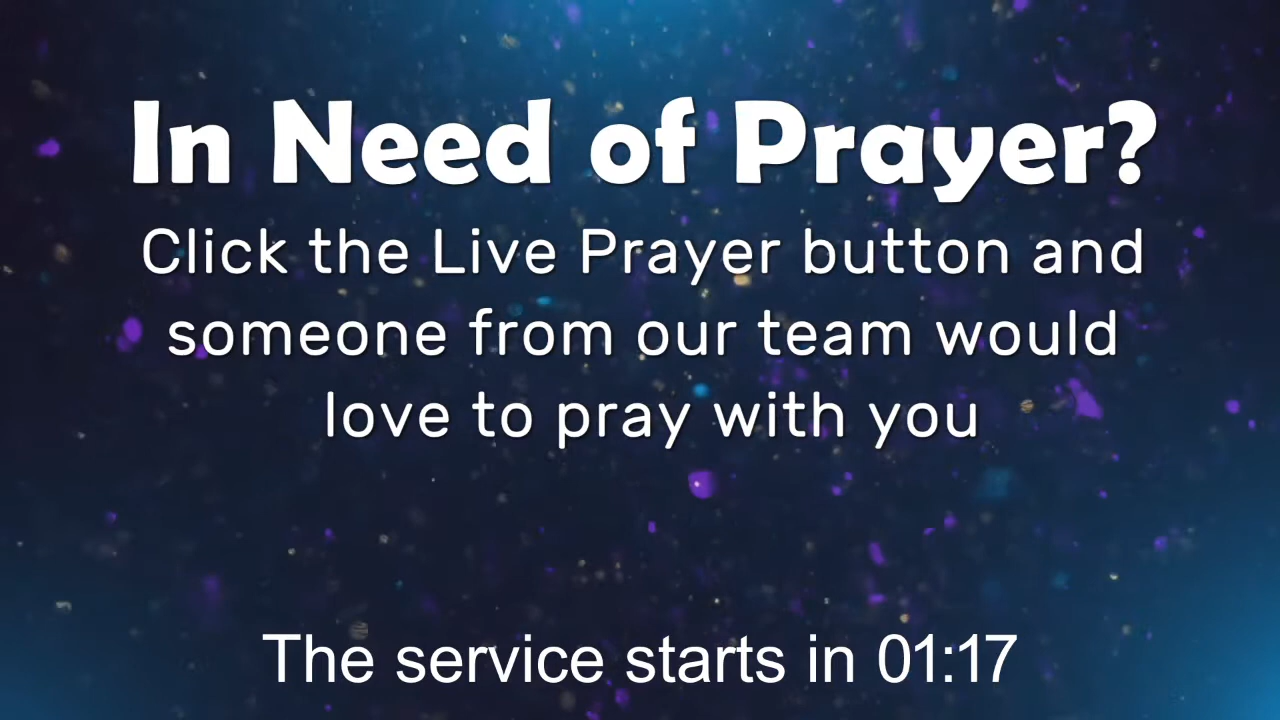 In Need of Prayer?
Click the Live Prayer button and
someone from our team would
love to pray with you
The service starts in 01:17